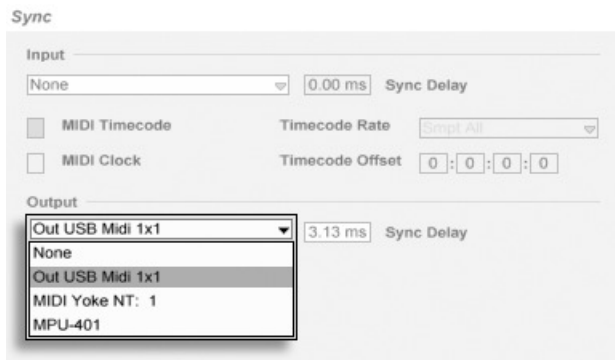 Sync
Input
None 0.00 ms Sync Delay
MIDI Timecode Timecode Rate Smpt All
MIDI Clock Timecode Offset 0 : 0 : 0 : 0
Output
Out USB Midi 1x1 3.13 ms Sync Delay
None
Out USB Midi 1x1
MIDI Yoke NT: 1
MPU-401